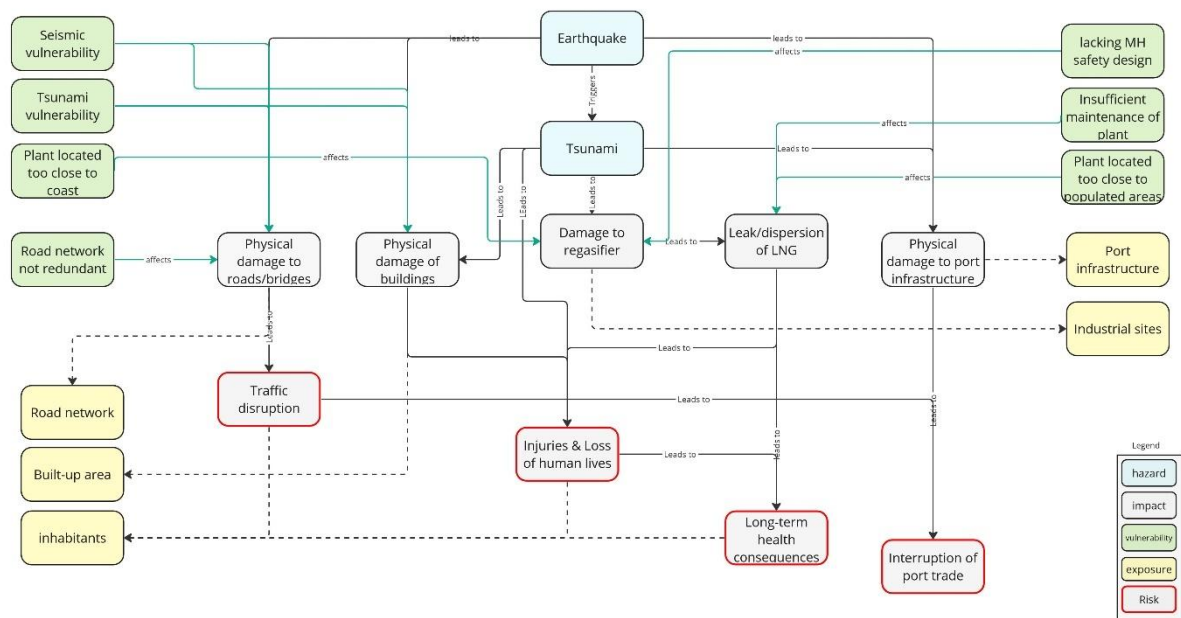 Seismic
vulnerability
Earthquake
lacking MH
safety design
leads to
leads to
affects
Tsunami
vulnerability
Triggers
Insufficient
maintenance of
plant
affects
Plant located
too close to
coast
affects
Tsunami
Leads to
Plant located
too close to
populated areas
affects
Leads to
LEads to
Leads to
Road network
not redundant
affects
Physical
damage to
roads/bridges
Physical
damage of
buildings
Damage to
regasifier
Leads to
Leak/dispersion
of LNG
Physical
damage to port
infrastructure
Port
infrastructure
Industrial sites
Leads to
Leads to
Road network
Traffic
disruption
Leads to
Leads to
Built-up area
Injuries & Loss
of human lives
Leads to
leads to
inhabitants
Long-term
health
consequences
Interruption of
port trade
Legend
hazard
impact
vulnerability
exposure
Risk